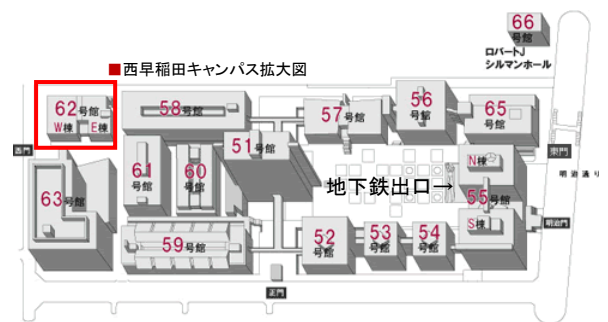 66
号館
ロバートJ
シルマンホール
■西早稲田キャンパス拡大図
62号館
W棟 E棟
58号館
57号館
56
号館
65
号館
51号館
西門
61
号館
60
号館
N棟
東門
明治通り
地下鉄出口→
55
号館
63号館
S棟
明治門
59号館
52
号館
53
号館
54
号館
正門